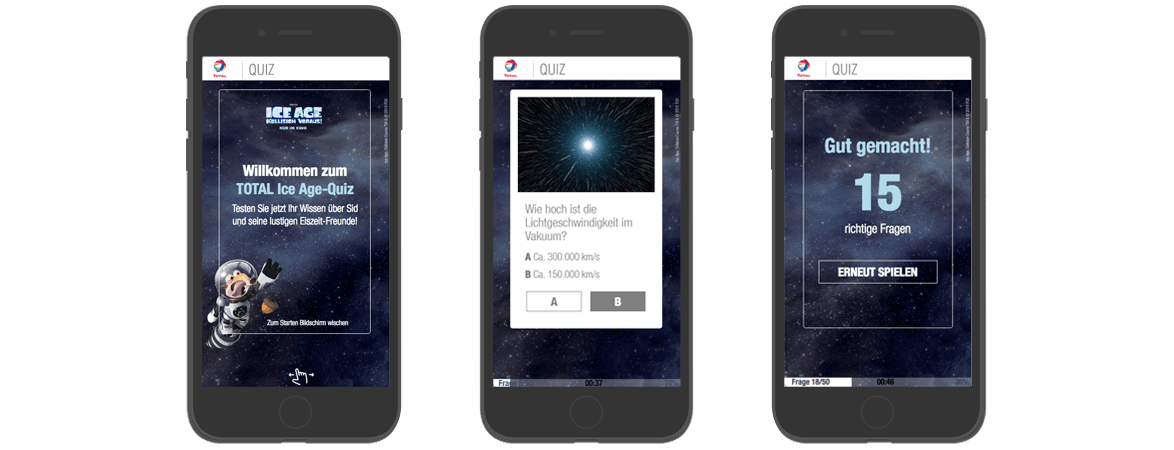 TOTAL
QUIZ
ICE AGE
KOLLISION VORAUS!
NUR IM KINO
Willkommen zum
TOTAL Ice Age-Quiz
Testen Sie jetzt Ihr Wissen über Sid
und seine lustigen Eiszeit-Freunde!
Zum Starten Bildschirm wischen
TOTAL
QUIZ
Wie hoch ist die
Lichtgeschwindigkeit im
Vakuum?
A Ca. 300.000 km/s
B Ca. 150.000 km/s
A
B
00:37
TOTAL
QUIZ
Gut gemacht!
15
richtige Fragen
ERNEUT SPIELEN
Frage 18/50
00:46